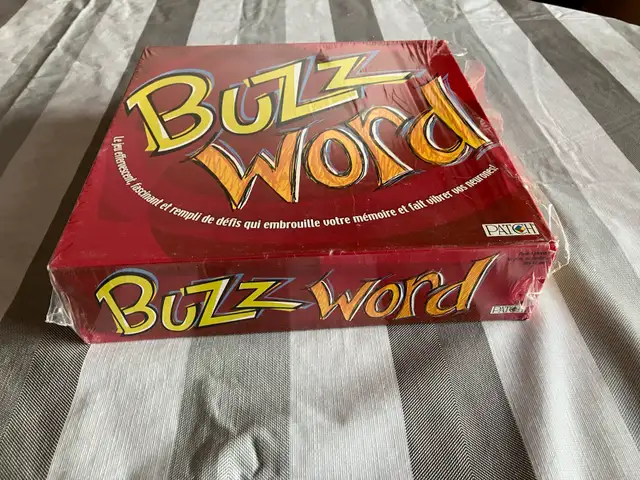 BUZZ
WORD
Le jeu effervescent, fascinant et rempli de défis qui embrouille votre mémoire et fait vibrer vos neurones!
PATCH
BUZZ WORD
PATCH